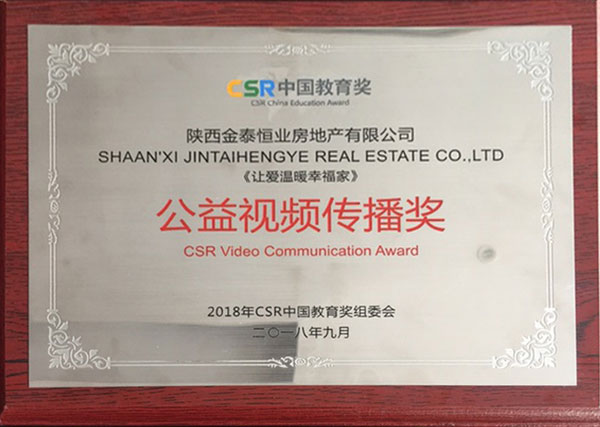 CSR中国教育奖
CSR China Education Award
陕西金泰恒业房地产有限公司
SHAAN'XI JINTAIHENGYE REAL ESTATE CO.,LTD
《让爱温暖幸福家》
公益视频传播奖
CSR Video Communication Award
2018年CSR中国教育奖组委会
二〇一八年九月